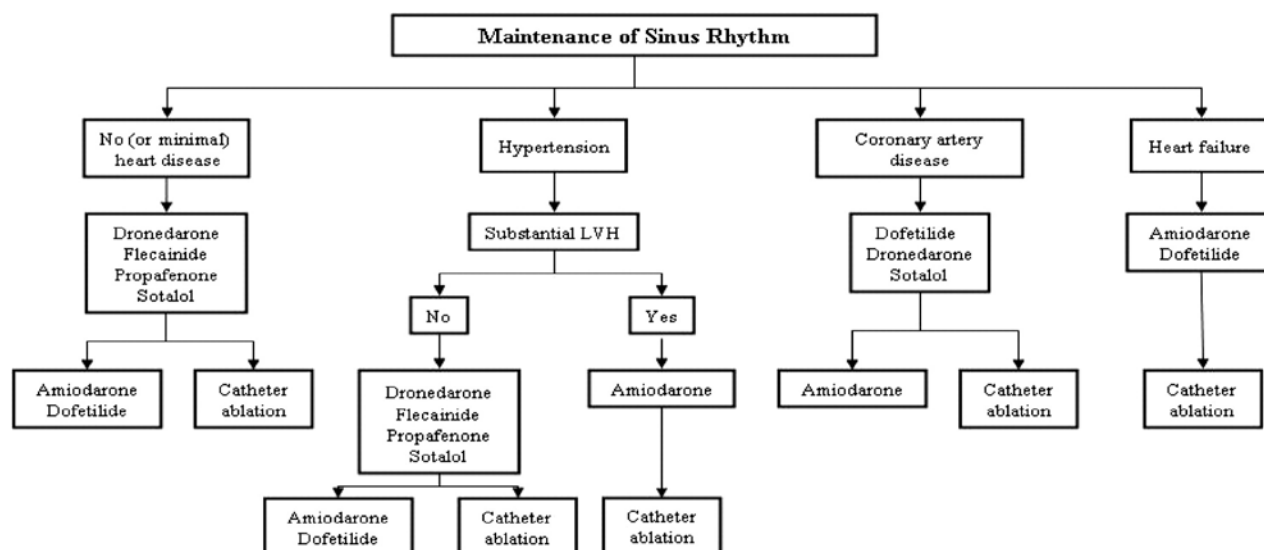 Maintenance of Sinus Rhythm
No (or minimal)
heart disease
Hypertension
Coronary artery
disease
Heart failure
Dronedarone
Flecainide
Propafenone
Sotalol
Substantial LVH
Dofetilide
Dronedarone
Sotalol
Amiodarone
Dofetilide
No
Yes
Amiodarone
Dofetilide
Catheter
ablation
Dronedarone
Flecainide
Propafenone
Sotalol
Amiodarone
Amiodarone
Catheter
ablation
Catheter
ablation
Amiodarone
Dofetilide
Catheter
ablation
Catheter
ablation